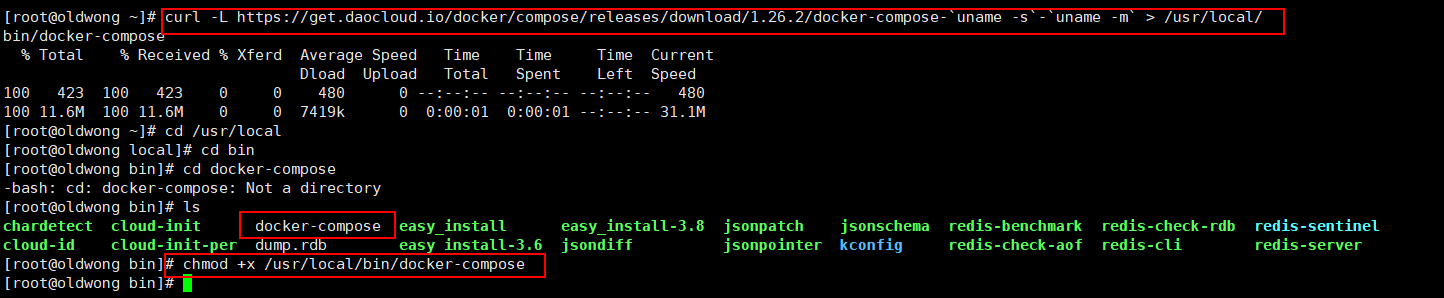 [root@oldwong ~]# curl -L https://get.daocloud.io/docker/compose/releases/download/1.26.2/docker-compose-`uname -s`-`uname -m` > /usr/local/
bin/docker-compose
  % Total    % Received % Xferd  Average Speed   Time    Time     Time  Current
                                 Dload  Upload   Total   Spent    Left  Speed
100   423  100   423    0     0    480      0 --:--:-- --:--:-- --:--:--   480
100 11.6M  100 11.6M    0     0  7419k      0  0:00:01  0:00:01 --:--:-- 31.1M
[root@oldwong ~]# cd /usr/local
[root@oldwong local]# cd bin
[root@oldwong bin]# cd docker-compose
-bash: cd: docker-compose: Not a directory
[root@oldwong bin]# ls
chardetect  cloud-init      docker-compose  easy_install      easy_install-3.8  jsonpatch    jsonschema  redis-benchmark  redis-check-rdb  redis-sentinel
cloud-id    cloud-init-per  dump.rdb        easy_install-3.6  jsondiff          jsonpointer  kconfig     redis-check-aof  redis-cli        redis-server
[root@oldwong bin]# chmod +x /usr/local/bin/docker-compose
[root@oldwong bin]#